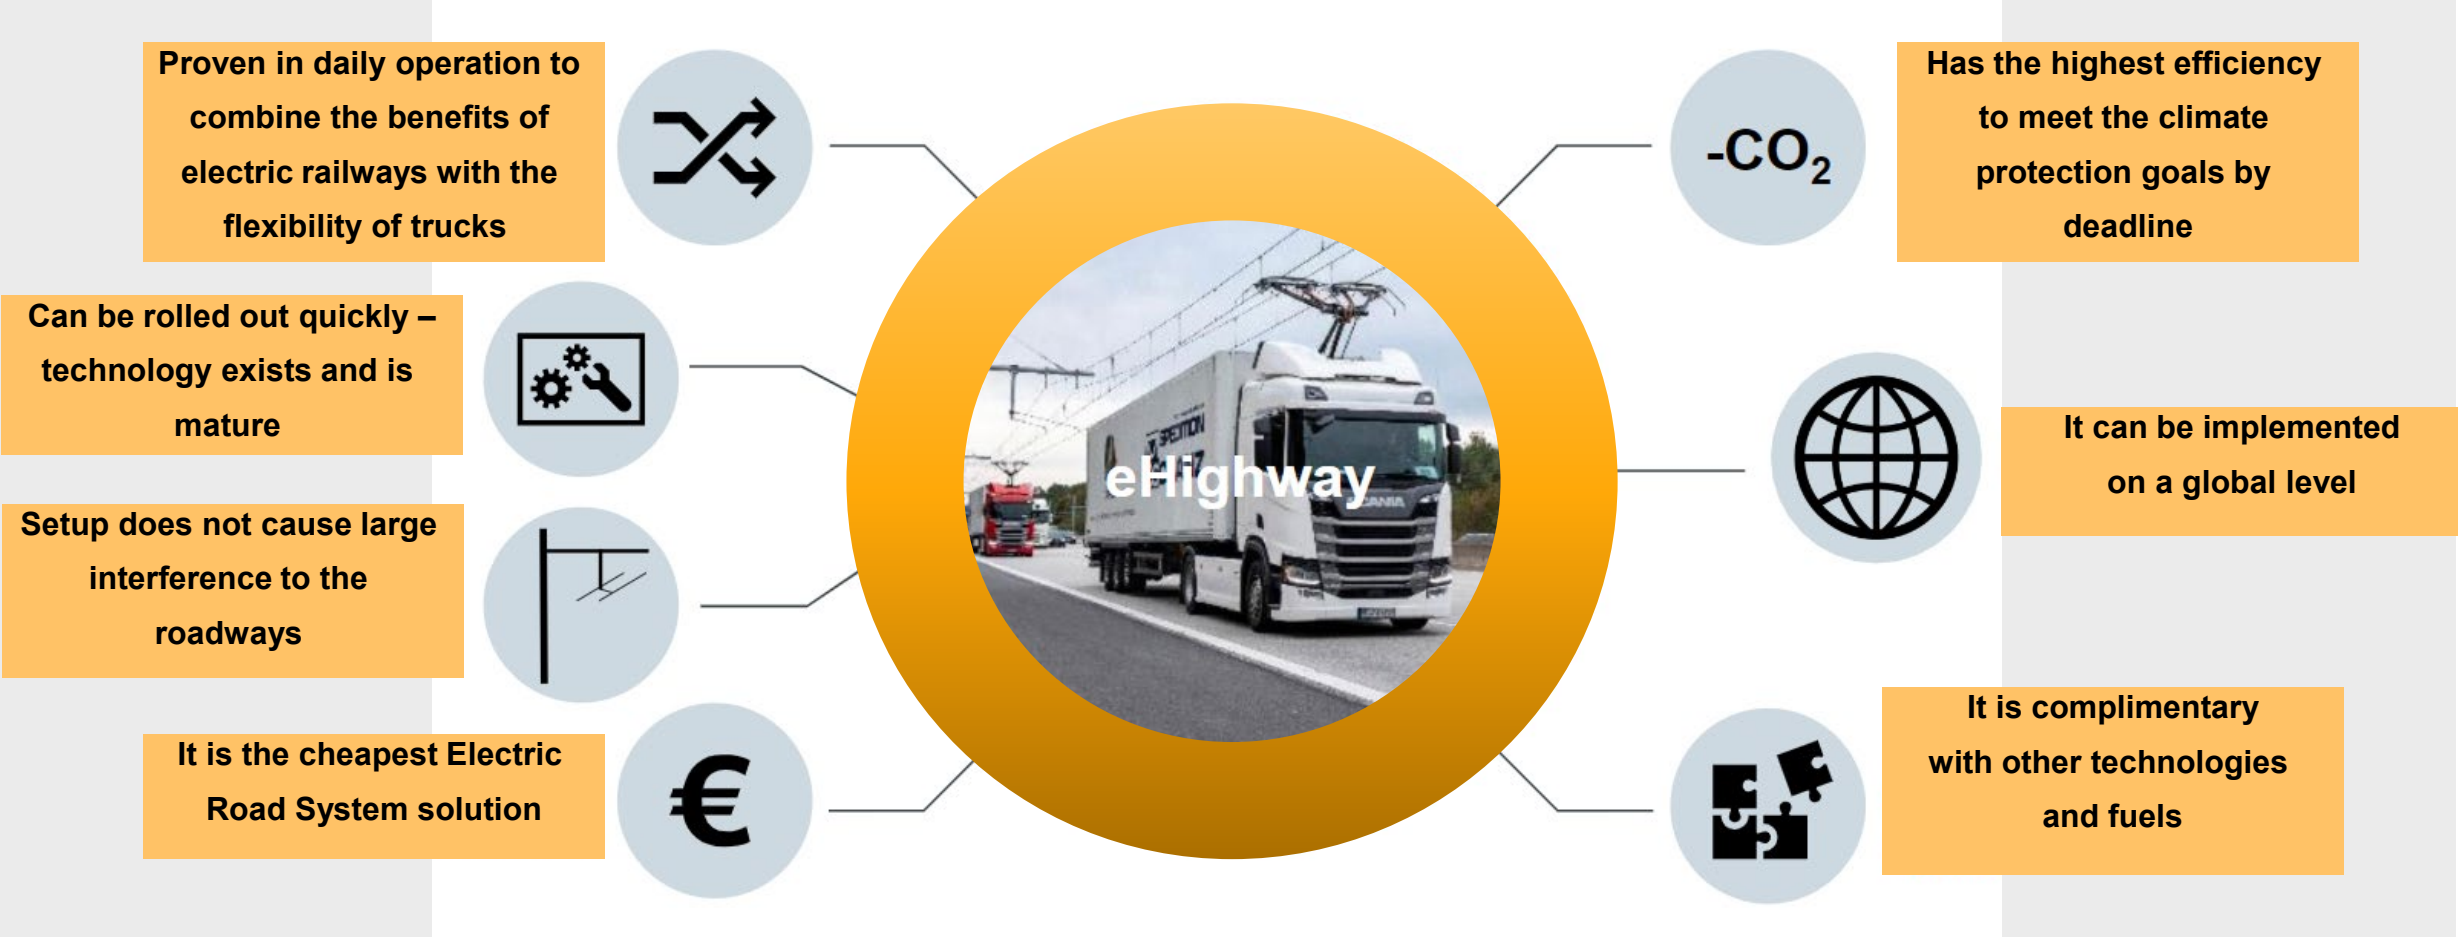 Proven in daily operation to
combine the benefits of
electric railways with the
flexibility of trucks
Can be rolled out quickly –
technology exists and is
mature
Setup does not cause large
interference to the
roadways
It is the cheapest Electric
Road System solution
€
eHighway
SPEDITION
SCANIA
-CO₂
Has the highest efficiency
to meet the climate
protection goals by
deadline
It can be implemented
on a global level
It is complimentary
with other technologies
and fuels